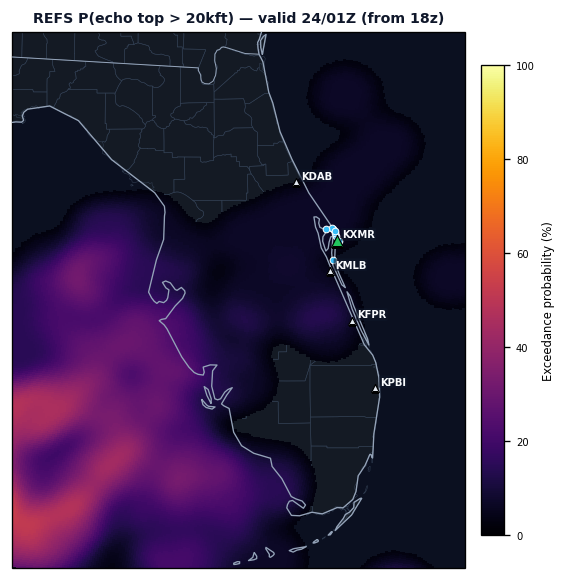 REFS P(echo top > 20kft) — valid 24/01Z (from 18z)
KDAB
KXMR
KMLB
KFPR
KPBI
100
80
60
40
20
0
Exceedance probability (%)